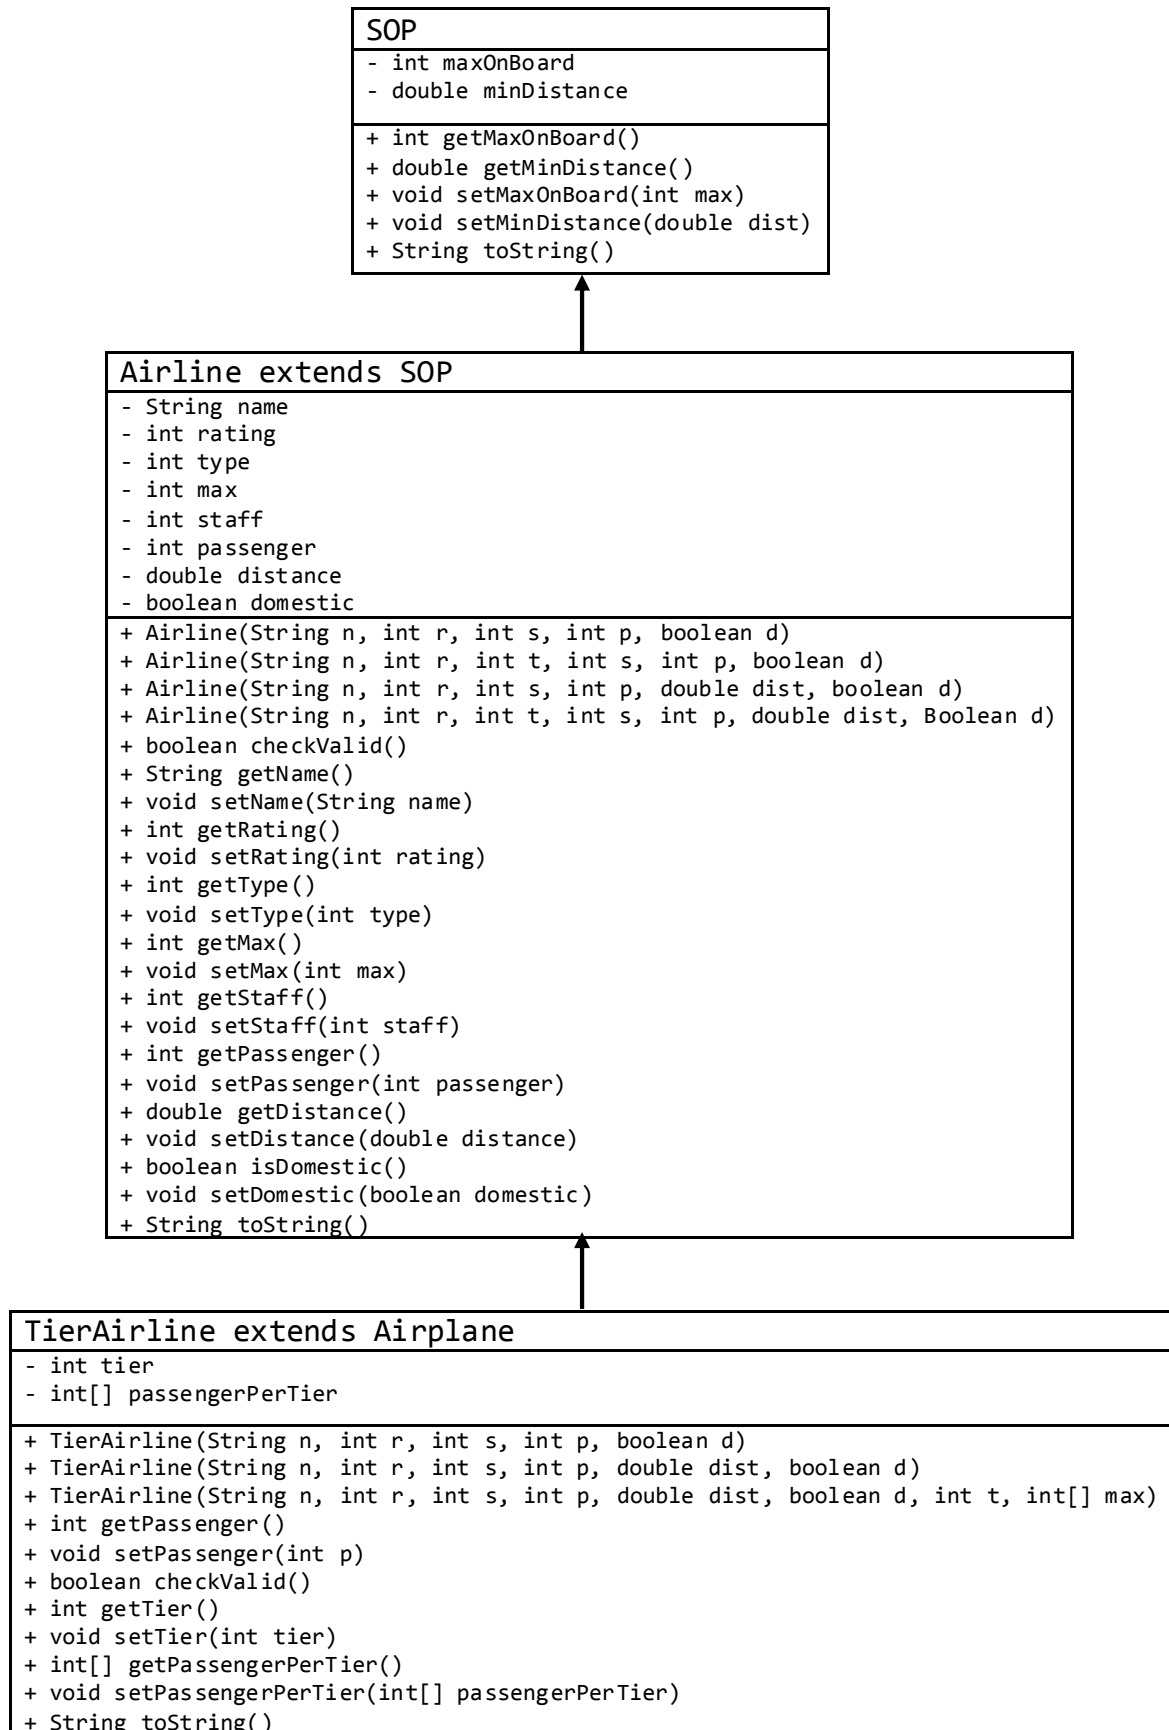 SOP
- int maxOnBoard
- double minDistance
+ int getMaxOnBoard()
+ double getMinDistance()
+ void setMaxOnBoard(int max)
+ void setMinDistance(double dist)
+ String toString()
Airline extends SOP
- String name
- int rating
- int type
- int max
- int staff
- int passenger
- double distance
- boolean domestic
+ Airline(String n, int r, int s, int p, boolean d)
+ Airline(String n, int r, int t, int s, int p, boolean d)
+ Airline(String n, int r, int s, int p, double dist, boolean d)
+ Airline(String n, int r, int t, int s, int p, double dist, Boolean d)
+ boolean checkValid()
+ String getName()
+ void setName(String name)
+ int getRating()
+ void setRating(int rating)
+ int getType()
+ void setType(int type)
+ int getMax()
+ void setMax(int max)
+ int getStaff()
+ void setStaff(int staff)
+ int getPassenger()
+ void setPassenger(int passenger)
+ double getDistance()
+ void setDistance(double distance)
+ boolean isDomestic()
+ void setDomestic(boolean domestic)
+ String toString()
TierAirline extends Airplane
- int tier
- int[] passengerPerTier
+ TierAirline(String n, int r, int s, int p, boolean d)
+ TierAirline(String n, int r, int s, int p, double dist, boolean d)
+ TierAirline(String n, int r, int s, int p, double dist, boolean d, int t, int[] max)
+ int getPassenger()
+ void setPassenger(int p)
+ boolean checkValid()
+ int getTier()
+ void setTier(int tier)
+ int[] getPassengerPerTier()
+ void setPassengerPerTier(int[] passengerPerTier)
+ String toString()